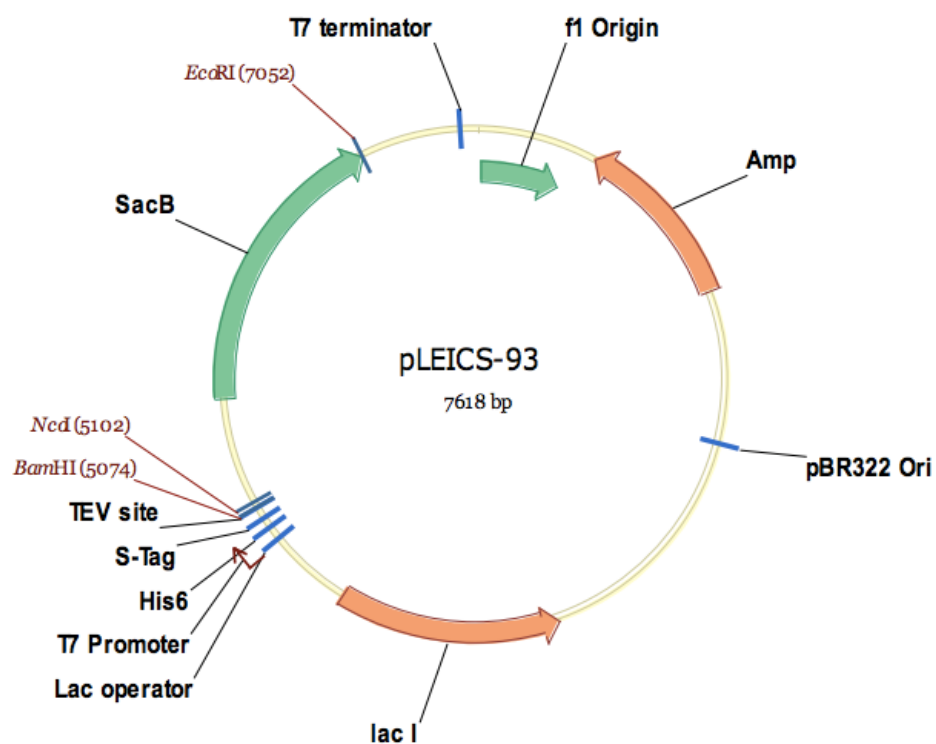 T7 terminator
f1 Origin
EcoRI (7052)
Amp
SacB
pLEICS-93
7618 bp
NcoI (5102)
BamHI (5074)
pBR322 Ori
TEV site
S-Tag
His6
T7 Promoter
Lac operator
lac I